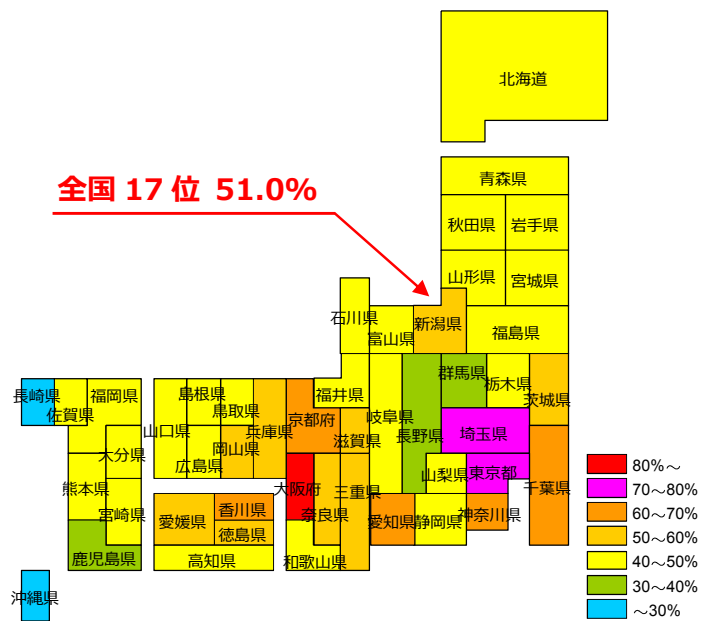 北海道
青森県
全国 17 位 51.0%
秋田県
岩手県
山形県
宮城県
石川県
富山県
新潟県
福島県
群馬県
栃木県
茨城県
長崎県
佐賀県
福岡県
島根県
鳥取県
福井県
岐阜県
京都府
山口県
広島県
岡山県
兵庫県
滋賀県
長野県
埼玉県
大分県
熊本県
大阪府
三重県
山梨県
東京都
千葉県
宮崎県
愛媛県
香川県
徳島県
奈良県
愛知県
静岡県
神奈川県
鹿児島県
高知県
和歌山県
沖縄県
80%～
70～80%
60～70%
50～60%
40～50%
30～40%
～30%